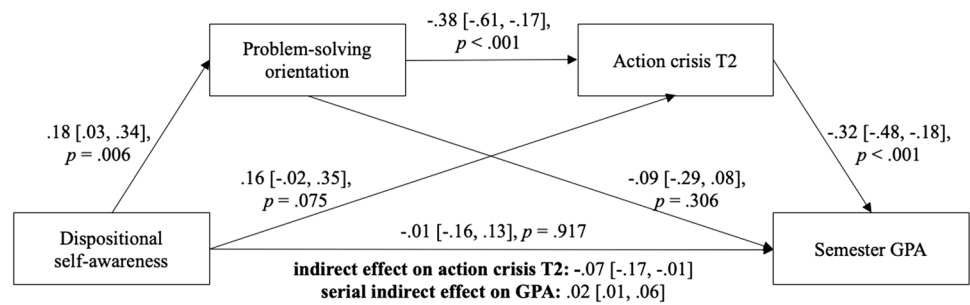 -.38 [-.61, -.17],
p < .001
Problem-solving
orientation
Action crisis T2
.18 [.03, .34],
p = .006
-.32 [-.48, -.18],
p < .001
.16 [-.02, .35],
p = .075
-.09 [-.29, .08],
p = .306
Dispositional
self-awareness
-.01 [-.16, .13], p = .917
Semester GPA
indirect effect on action crisis T2: -.07 [-.17, -.01]
serial indirect effect on GPA: .02 [.01, .06]